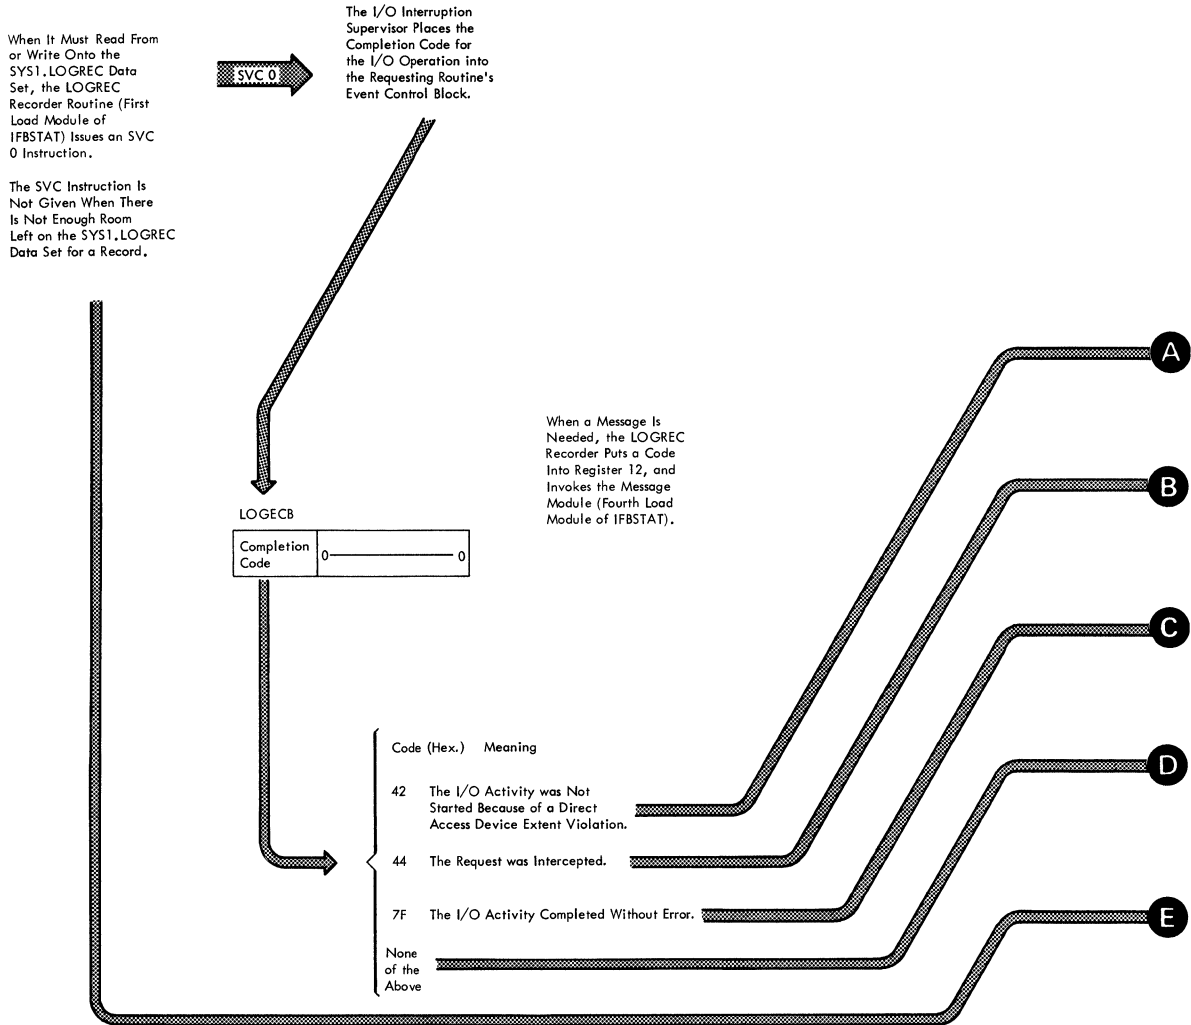 When It Must Read From
or Write Onto the
SYS1.LOGREC Data
Set, the LOGREC
Recorder Routine (First
Load Module of
IFBSTAT) Issues an SVC
0 Instruction.
The SVC Instruction Is
Not Given When There
Is Not Enough Room
Left on the SYS1.LOGREC
Data Set for a Record.
SVC 0
The I/O Interruption
Supervisor Places the
Completion Code for
the I/O Operation into
the Requesting Routine's
Event Control Block.
When a Message Is
Needed, the LOGREC
Recorder Puts a Code
Into Register 12, and
Invokes the Message
Module (Fourth Load
Module of IFBSTAT).
LOGECB
Completion
Code
0 0
Code (Hex.) Meaning
42 The I/O Activity was Not
Started Because of a Direct
Access Device Extent Violation.
44 The Request was Intercepted.
7F The I/O Activity Completed Without Error.
None
of the
Above
A
B
C
D
E